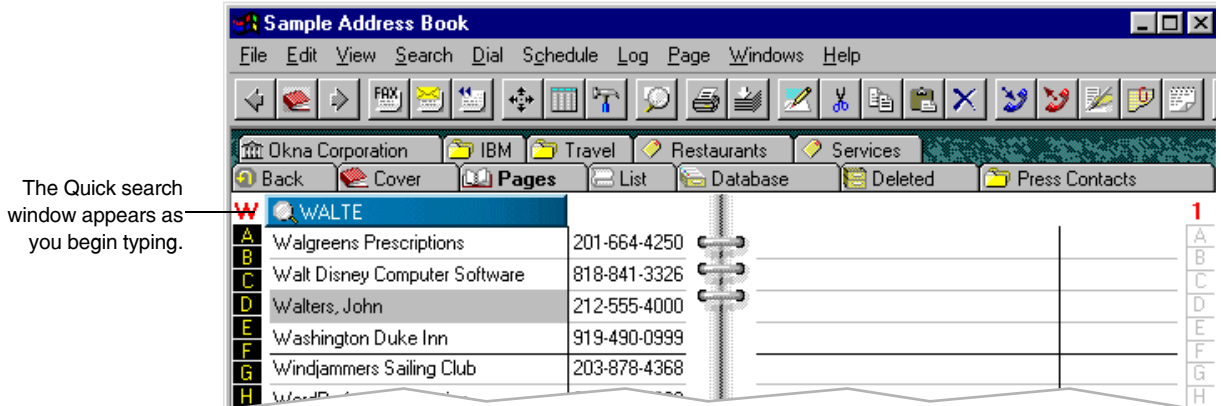 Sample Address Book
File Edit View Search Dial Schedule Log Page Windows Help
FAX
Okna Corporation IBM Travel Restaurants Services
Back Cover Pages List Database Deleted Press Contacts
The Quick search
window appears as
you begin typing.
W WALTE 1
A Walgreens Prescriptions 201-664-4250 A
B B
C Walt Disney Computer Software 818-841-3326 C
D Walters, John 212-555-4000 D
E Washington Duke Inn 919-490-0999 E
F F
G Windjammers Sailing Club 203-878-4368 G
H H